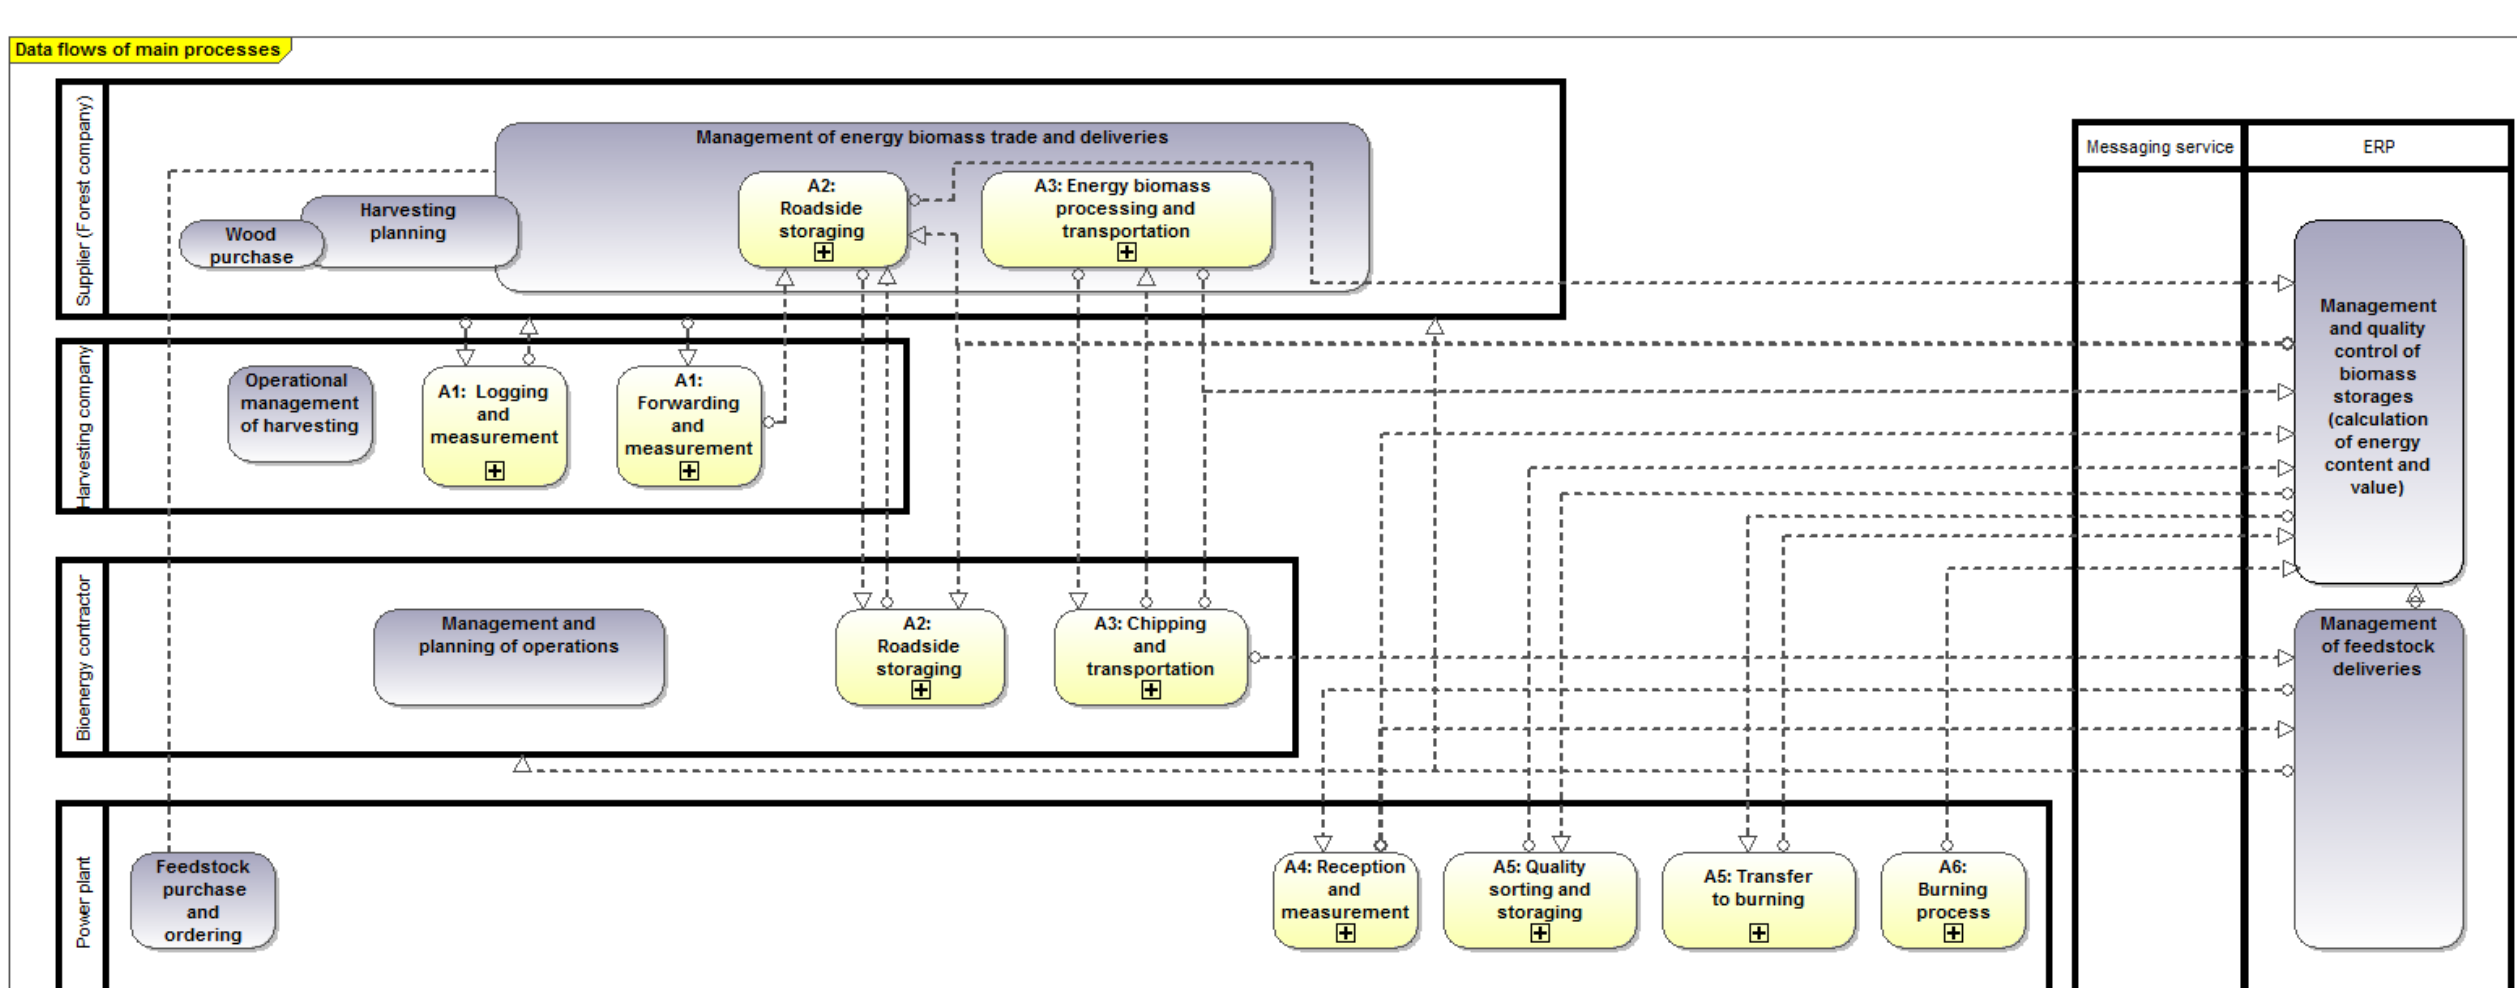 Data flows of main processes
Supplier (Forest company)
Management of energy biomass trade and deliveries
Wood
purchase
Harvesting
planning
A2:
Roadside
storaging
A3: Energy biomass
processing and
transportation
Messaging service
ERP
Management
and quality
control of
biomass
storages
(calculation
of energy
content and
value)
Harvesting company
Operational
management
of harvesting
A1: Logging
and
measurement
A1:
Forwarding
and
measurement
Bioenergy contractor
Management and
planning of operations
A2:
Roadside
storaging
A3: Chipping
and
transportation
Management
of feedstock
deliveries
Power plant
Feedstock
purchase
and
ordering
A4: Reception
and
measurement
A5: Quality
sorting and
storaging
A5: Transfer
to burning
A6:
Burning
process